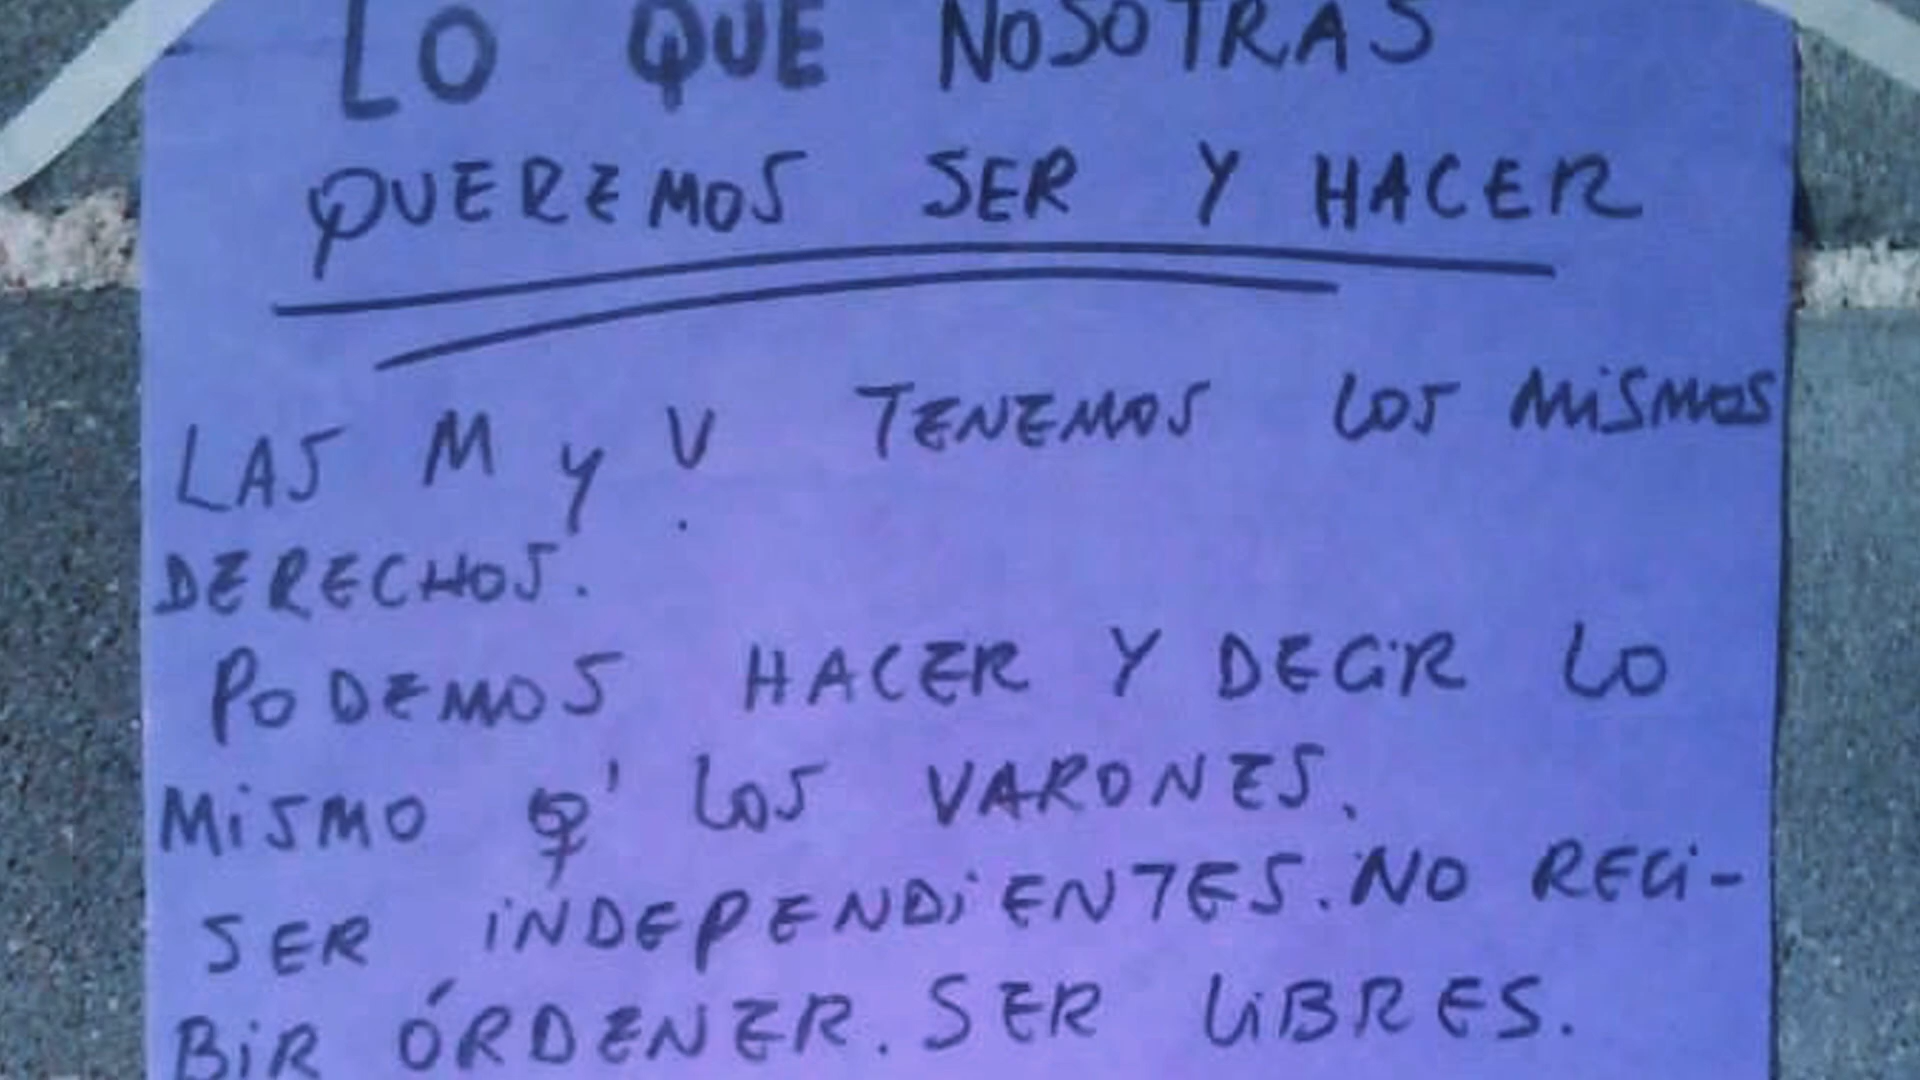 LO QUE NOSOTRAS
QUEREMOS SER Y HACER
LAS M y V. TENEMOS LOS MISMOS
DERECHOS.
PODEMOS HACER Y DECIR LO
MISMO q' LOS VARONES.
SER INDEPENDIENTES. NO RECI-
BIR ÓRDENER. SER LIBRES.